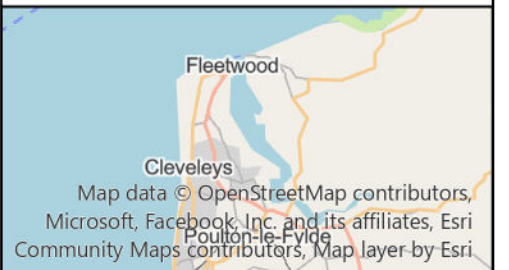 Fleetwood
Cleveleys
Map data © OpenStreetMap contributors,
Microsoft, Facebook, Inc. and its affiliates, Esri
Poulton-le-Fylde
Community Maps contributors, Map layer by Esri